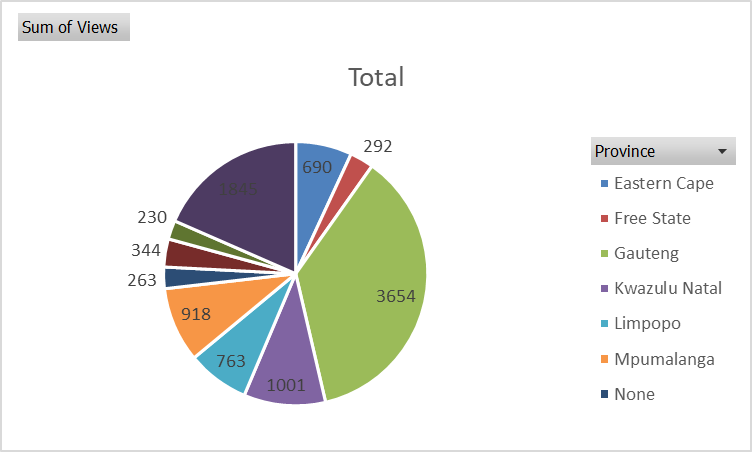 Sum of Views
Total
690
292
3654
1001
763
918
263
344
230
1845
Province
Eastern Cape
Free State
Gauteng
Kwazulu Natal
Limpopo
Mpumalanga
None